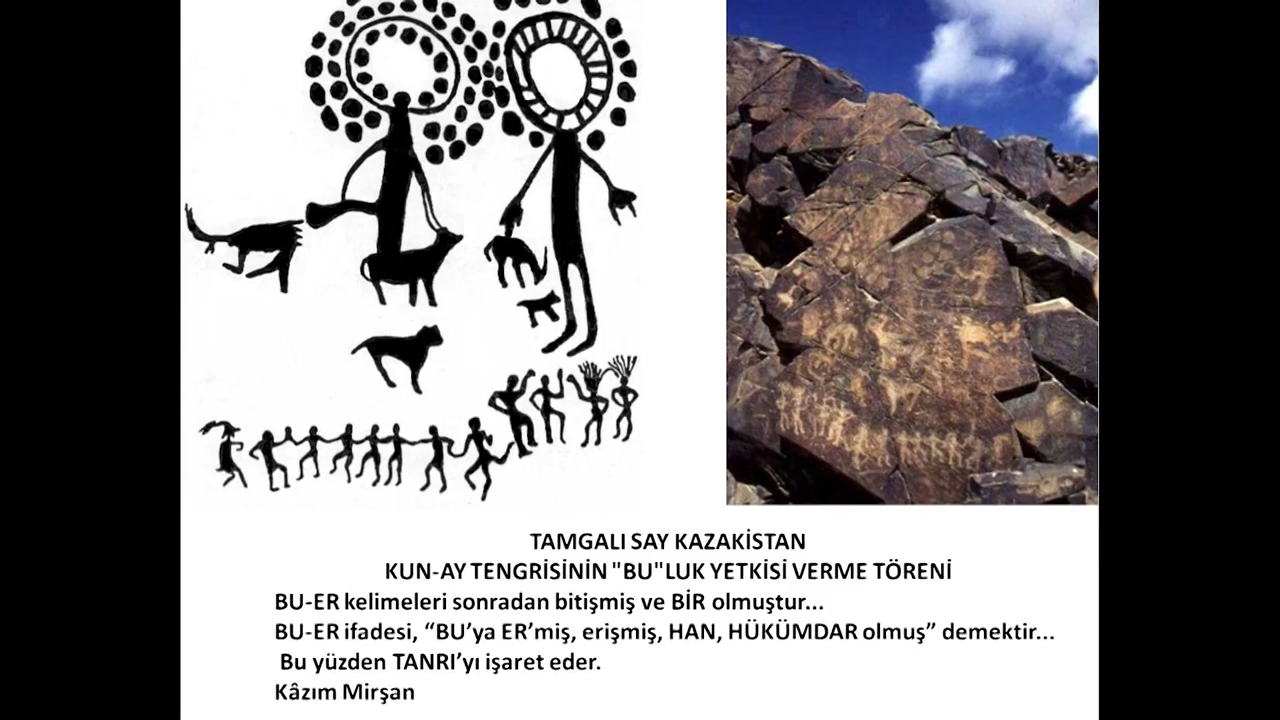 TAMGALI SAY KAZAKİSTAN
KUN-AY TENGRİSİNİN "BU"LUK YETKİSİ VERME TÖRENİ
BU-ER kelimeleri sonradan bitişmiş ve BİR olmuştur...
BU-ER ifadesi, “BU’ya ER’miş, erişmiş, HAN, HÜKÜMDAR olmuş” demektir...
Bu yüzden TANRI’yı işaret eder.
Kâzım Mirşan